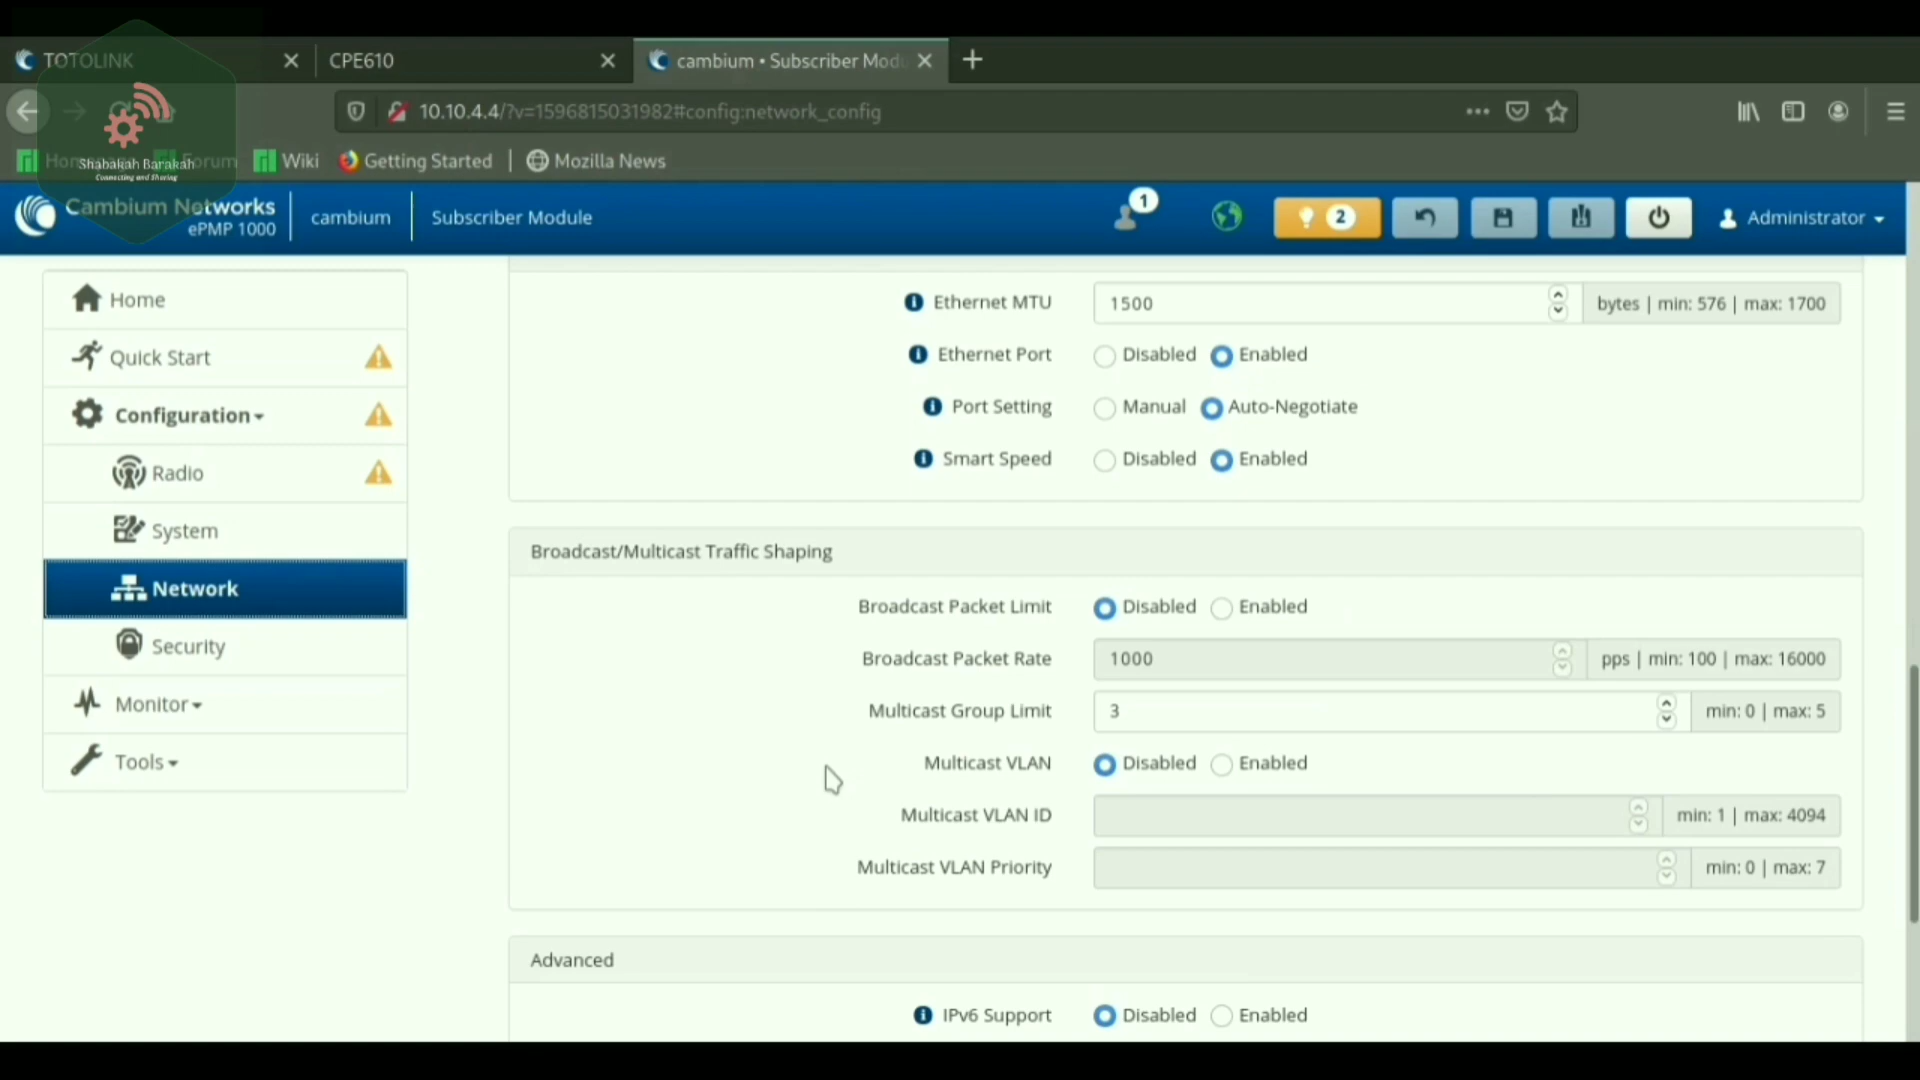 TOTOLINK
CPE610
cambium • Subscriber Modu
10.10.4.4/?v=1596815031982#config:network_config
Forum
Wiki
Getting Started
Mozilla News
Shabakah Barakah
Connecting and Sharing
Cambium Networks
ePMP 1000
cambium
Subscriber Module
1
2
Administrator
Home
Quick Start
Configuration
Radio
System
Network
Security
Monitor
Tools
Ethernet MTU 1500 bytes | min: 576 | max: 1700
Ethernet Port Disabled Enabled
Port Setting Manual Auto-Negotiate
Smart Speed Disabled Enabled
Broadcast/Multicast Traffic Shaping
Broadcast Packet Limit Disabled Enabled
Broadcast Packet Rate 1000 pps | min: 100 | max: 16000
Multicast Group Limit 3 min: 0 | max: 5
Multicast VLAN Disabled Enabled
Multicast VLAN ID min: 1 | max: 4094
Multicast VLAN Priority min: 0 | max: 7
Advanced
IPv6 Support Disabled Enabled